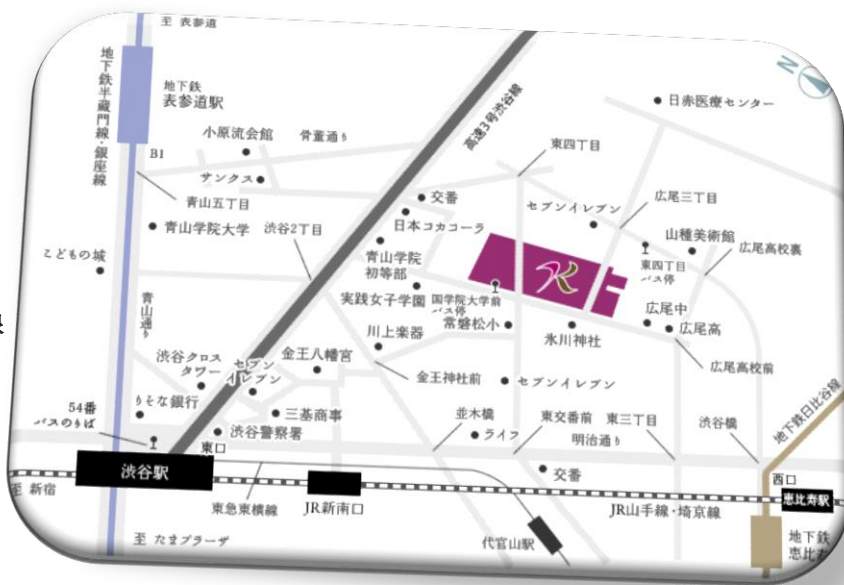 至 表参道
地下鉄半蔵門線・銀座線
地下鉄
表参道駅
高速3号渋谷線
N
日赤医療センター
小原流会館
骨董通り
東四丁目
B1
サンクス
青山五丁目
交番
セブンイレブン
広尾三丁目
青山学院大学
渋谷2丁目
日本コカコーラ
山種美術館
広尾高校裏
こどもの城
青山学院
初等部
K
東四丁目
バス停
実践女子学園
国学院大学前
バス停
青山通り
常磐松小
氷川神社
広尾中
広尾高
川上楽器
広尾高校前
渋谷クロス
タワー
セブン
イレブン
金王八幡宮
金王神社前
セブンイレブン
地下鉄日比谷線
54番
バスのりば
りそな銀行
三基商事
並木橋
東交番前
東三丁目
渋谷橋
渋谷警察署
ライフ
明治通り
東口
渋谷駅
交番
西口
至 新宿
恵比寿駅
東急東横線
JR新南口
JR山手線・埼京線
至 たまプラーザ
代官山駅
地下鉄